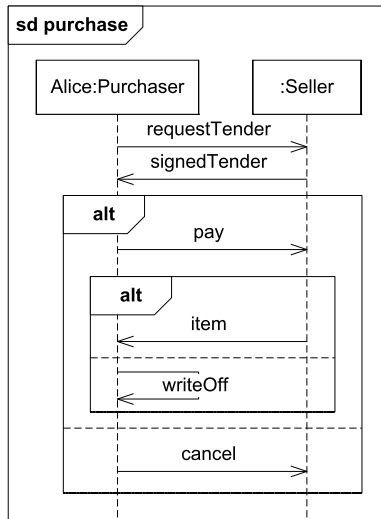 sd purchase
Alice:Purchaser
:Seller
requestTender
signedTender
alt
pay
alt
item
writeOff
cancel